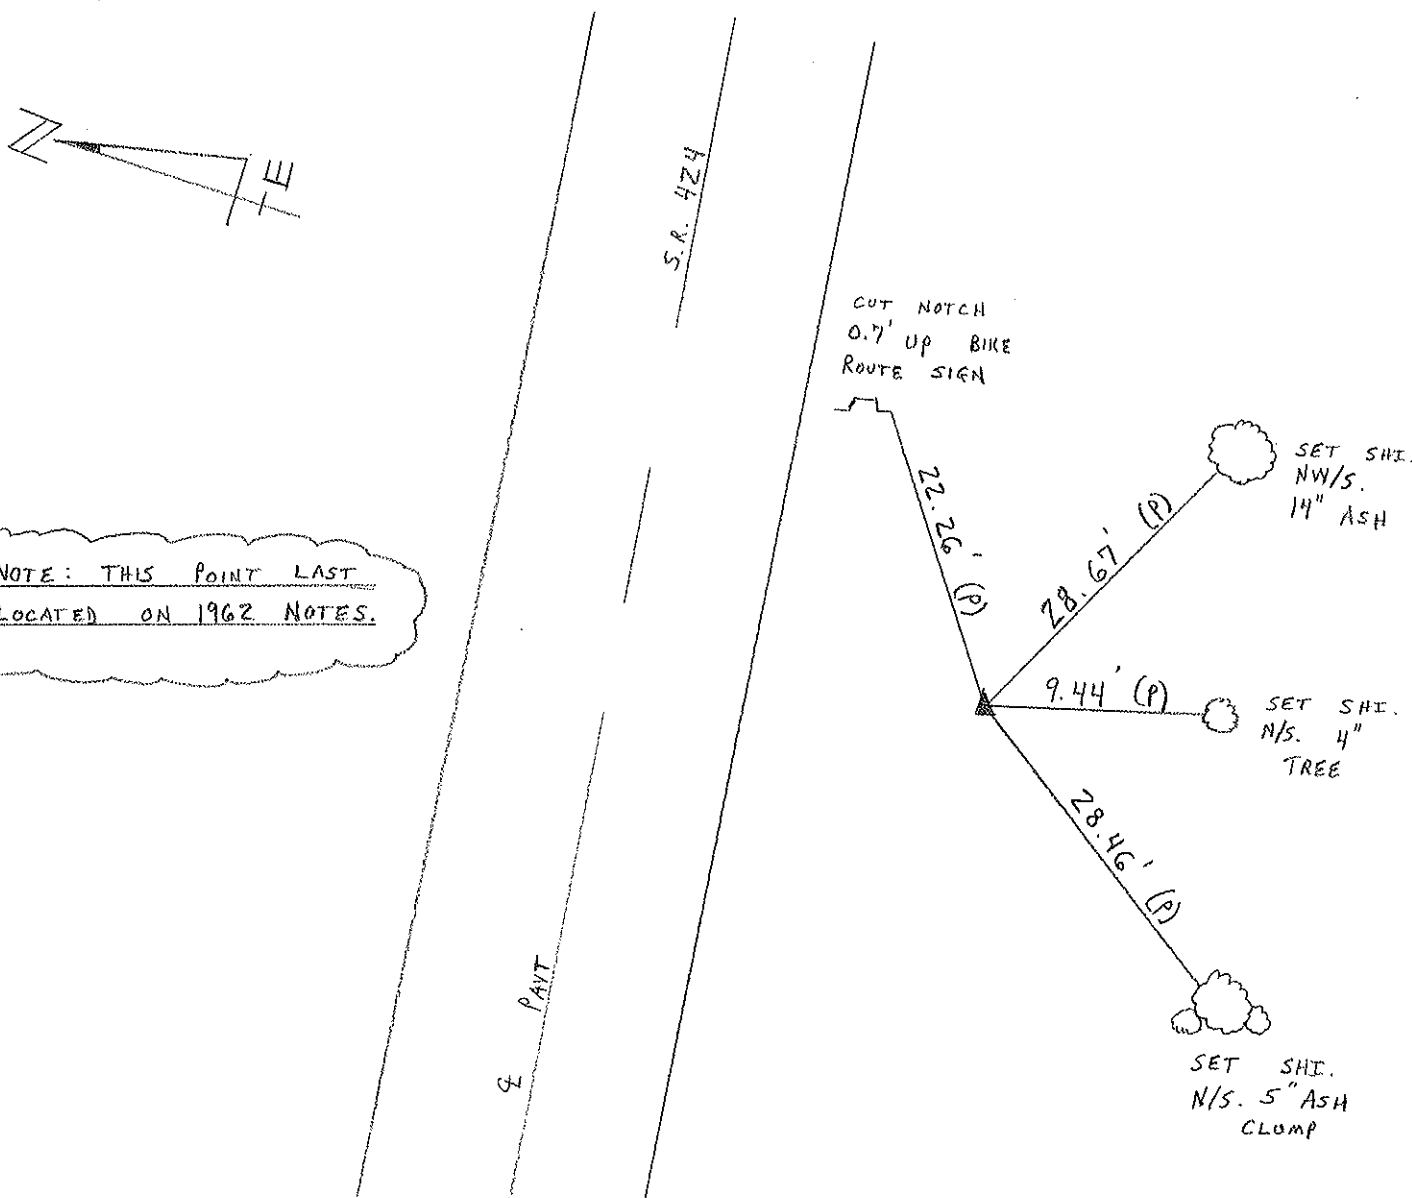 N
E
S.R. 424
CUT NOTCH
0.7' UP BIKE
ROUTE SIGN
22.26' (P)
28.67' (P)
SET SHI.
NW/S.
14" ASH
NOTE: THIS POINT LAST
LOCATED ON 1962 NOTES.
9.44' (P)
SET SHI.
N/S. 4"
TREE
28.46' (P)
℄ PAVT
SET SHI.
N/S. 5" ASH
CLUMP